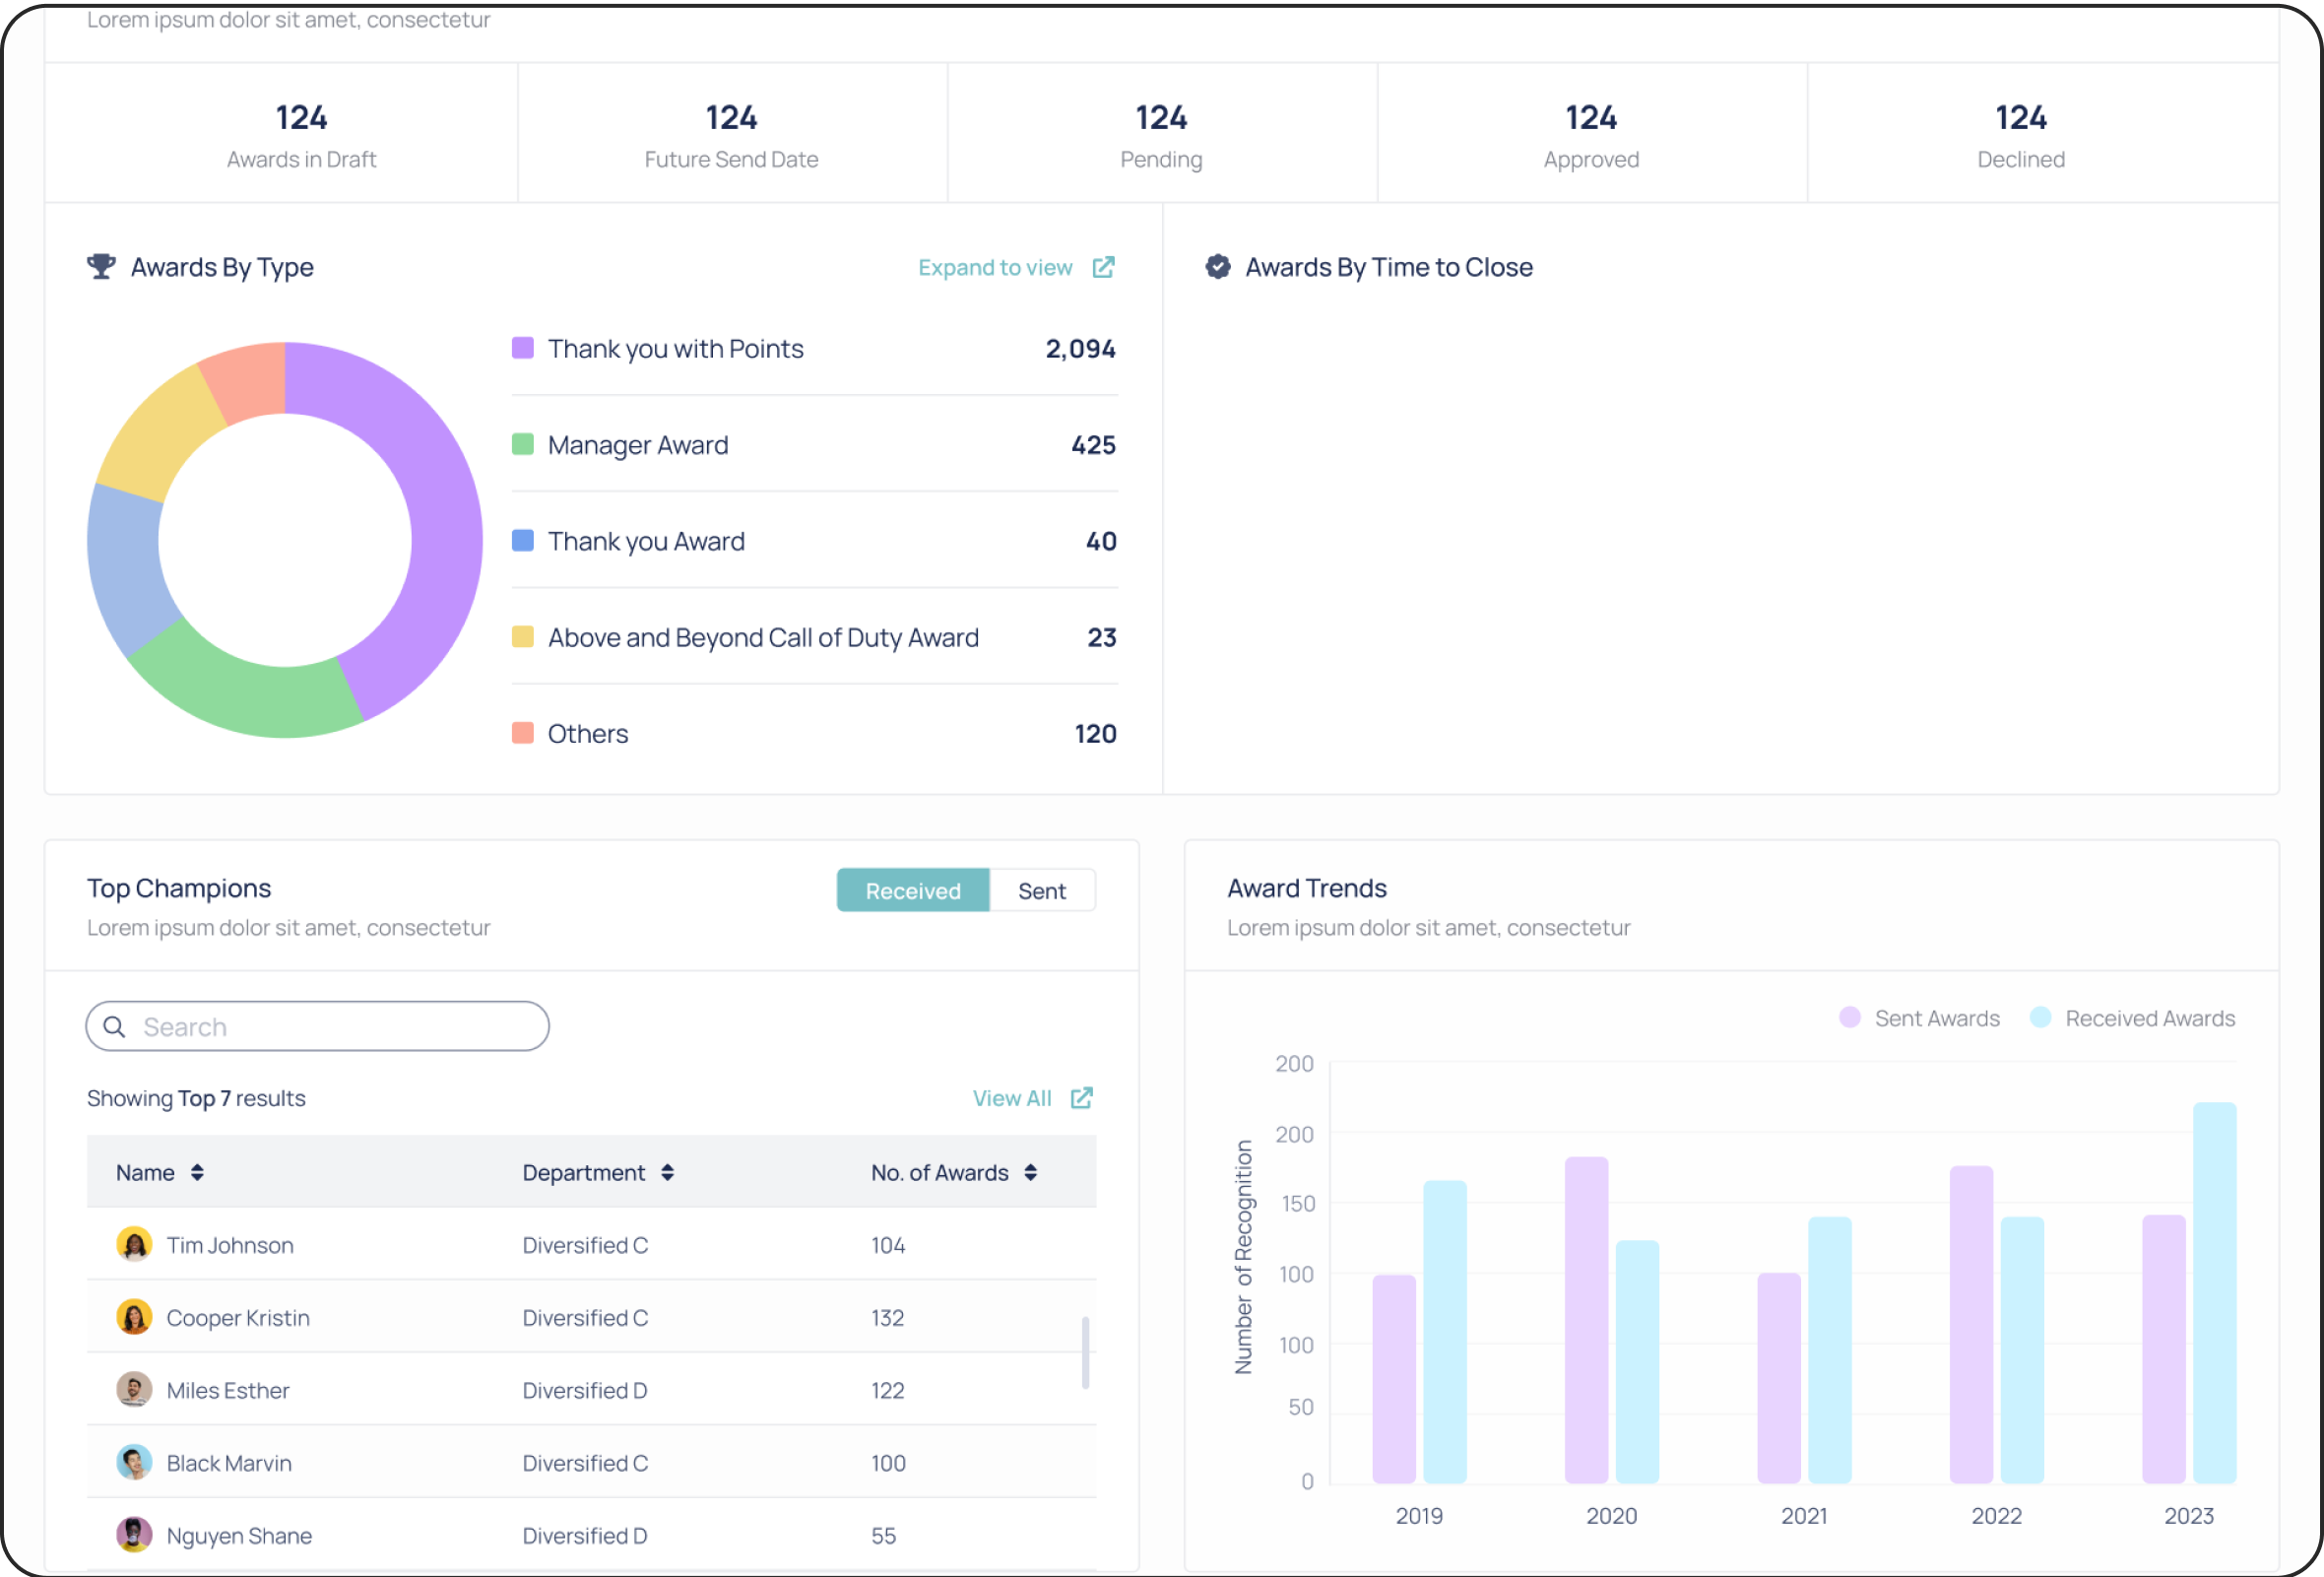 Lorem ipsum dolor sit amet, consectetur
124
Awards in Draft
124
Future Send Date
124
Pending
124
Approved
124
Declined
Awards By Type
Expand to view
Thank you with Points 2,094
Manager Award 425
Thank you Award 40
Above and Beyond Call of Duty Award 23
Others 120
Awards By Time to Close
Top Champions
Lorem ipsum dolor sit amet, consectetur
Received
Sent
Search
Showing Top 7 results
View All
Name Department No. of Awards
Tim Johnson Diversified C 104
Cooper Kristin Diversified C 132
Miles Esther Diversified D 122
Black Marvin Diversified C 100
Nguyen Shane Diversified D 55
Award Trends
Lorem ipsum dolor sit amet, consectetur
Sent Awards
Received Awards
Number of Recognition
200
200
150
100
100
50
0
2019 2020 2021 2022 2023